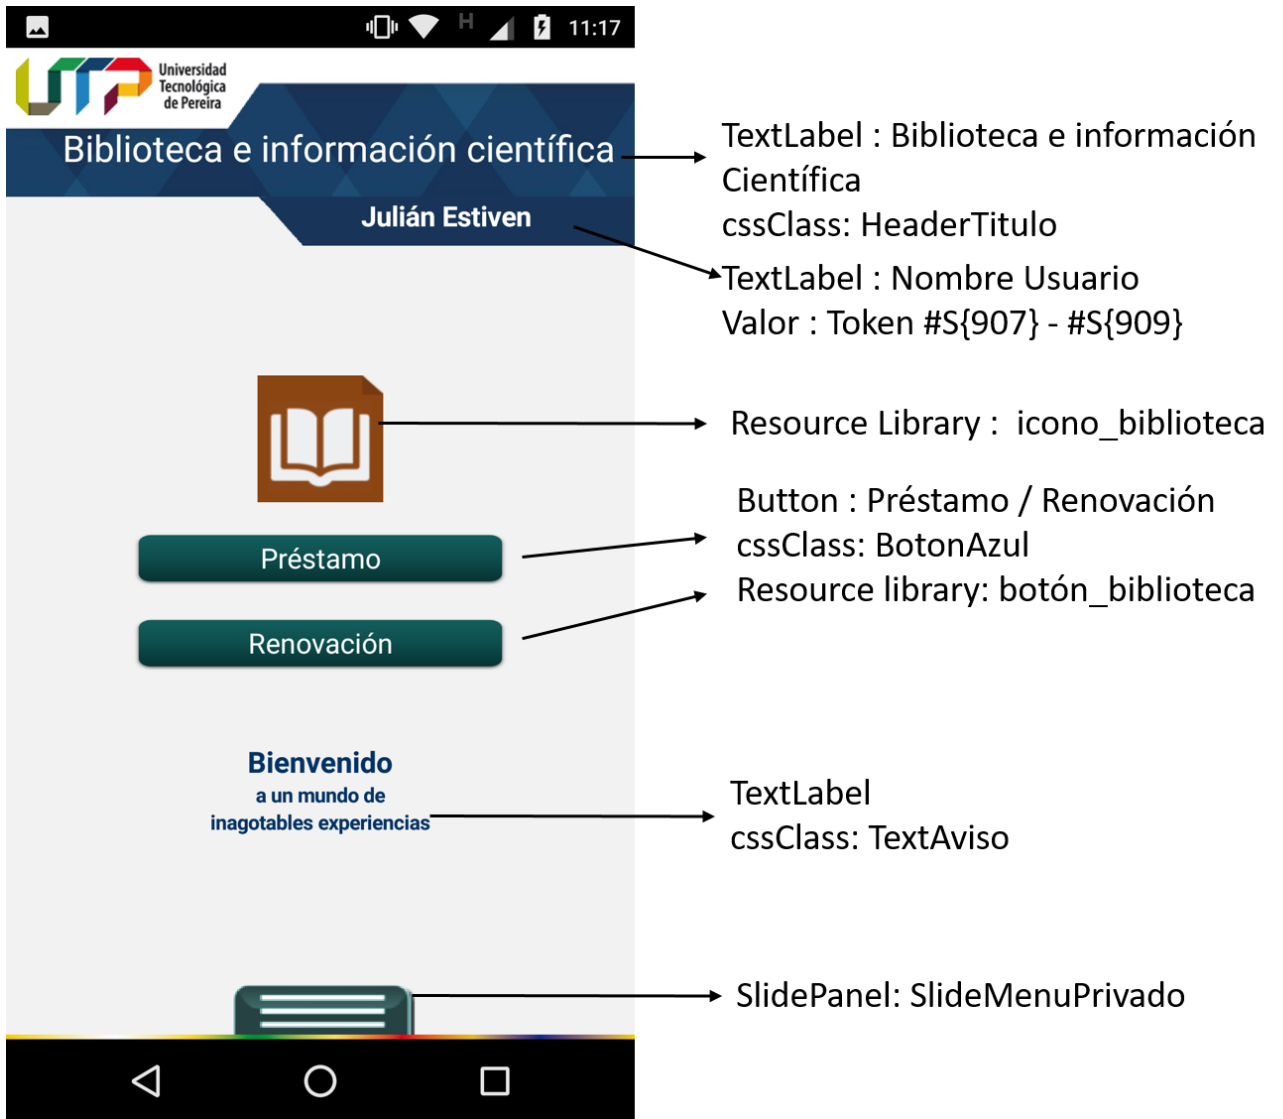 H 11:17
Universidad
Tecnológica
de Pereira
UTP
Biblioteca e información científica
Julián Estiven
Préstamo
Renovación
Bienvenido
a un mundo de
inagotables experiencias
TextLabel : Biblioteca e información
Científica
cssClass: HeaderTitulo
TextLabel : Nombre Usuario
Valor : Token #S{907} - #S{909}
Resource Library :  icono_biblioteca
Button : Préstamo / Renovación
cssClass: BotonAzul
Resource library: botón_biblioteca
TextLabel
cssClass: TextAviso
SlidePanel: SlideMenuPrivado